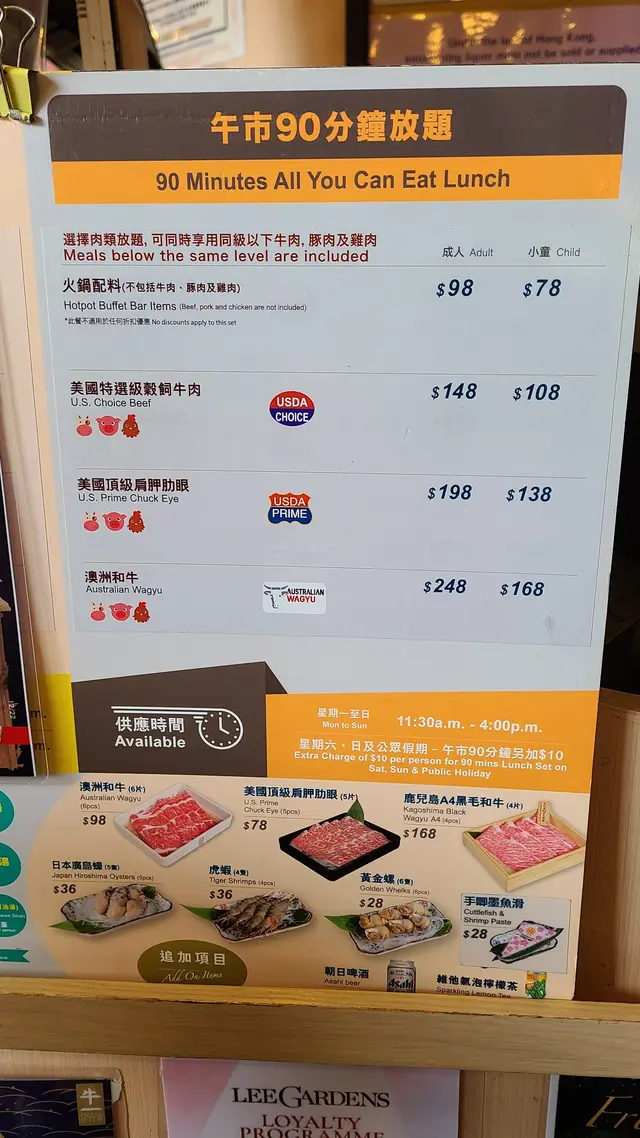 午市90分鐘放題
90 Minutes All You Can Eat Lunch
選擇肉類放題, 可同時享用同級以下牛肉, 豚肉及雞肉
Meals below the same level are included
成人 Adult 小童 Child
火鍋配料(不包括牛肉、豚肉及雞肉) $98 $78
Hotpot Buffet Bar Items (Beef, pork and chicken are not included)
*此餐不適用於任何折扣優惠 No discounts apply to this set
美國特選級穀飼牛肉 $148 $108
U.S. Choice Beef
USDA
CHOICE
美國頂級肩胛肋眼 $198 $138
U.S. Prime Chuck Eye
USDA
PRIME
澳洲和牛 $248 $168
Australian Wagyu
AUSTRALIAN
WAGYU
供應時間
Available
星期一至日
Mon to Sun
11:30a.m. - 4:00p.m.
星期六、日及公眾假期 – 午市90分鐘另加$10
Extra Charge of $10 per person for 90 mins Lunch Set on
Sat, Sun & Public Holiday
澳洲和牛 (6片)
Australian Wagyu
(6pcs)
$98
美國頂級肩胛肋眼 (5片)
U.S. Prime
Chuck Eye (5pcs)
$78
鹿兒島A4黑毛和牛 (4片)
Kagoshima Black
Wagyu A4 (4pcs)
$168
日本廣島蠔 (5隻)
Japan Hiroshima Oysters (5pcs)
$36
虎蝦 (4隻)
Tiger Shrimps (4pcs)
$36
黃金螺 (6隻)
Golden Whelks (6pcs)
$28
手唧墨魚滑
Cuttlefish &
Shrimp Paste
$28
追加項目
Add On Items
朝日啤酒
Asahi beer
Asahi
維他氣泡檸檬茶
Sparkling Lemon Tea
湯
牛
LEE GARDENS
LOYALTY
PROGRAMME